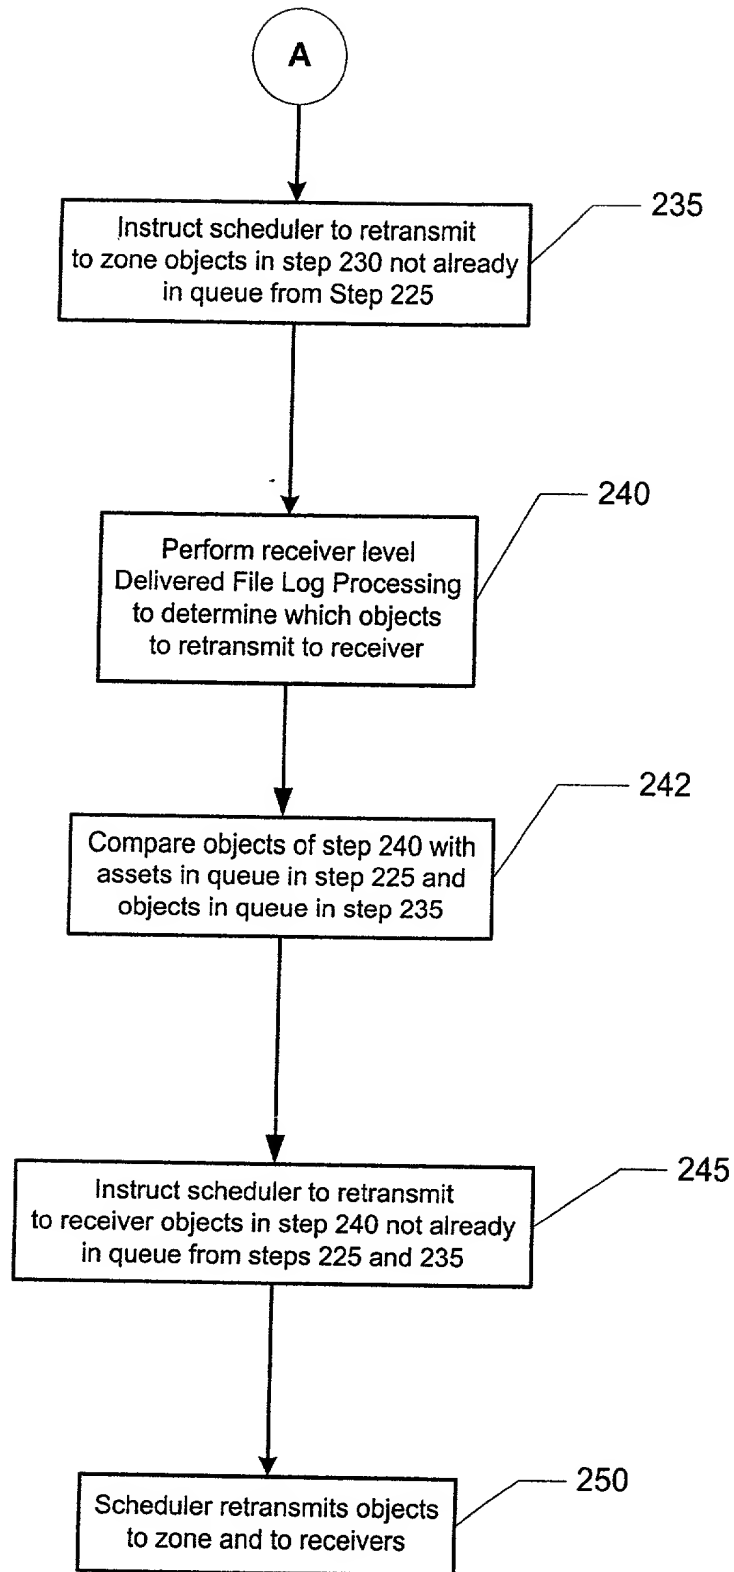 A
235
Instruct scheduler to retransmit
to zone objects in step 230 not already
in queue from Step 225
240
Perform receiver level
Delivered File Log Processing
to determine which objects
to retransmit to receiver
242
Compare objects of step 240 with
assets in queue in step 225 and
objects in queue in step 235
245
Instruct scheduler to retransmit
to receiver objects in step 240 not already
in queue from steps 225 and 235
250
Scheduler retransmits objects
to zone and to receivers